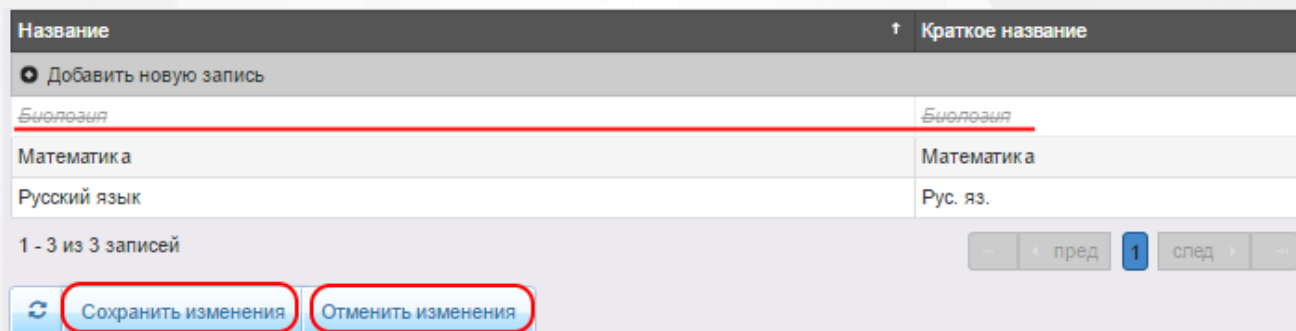 Название ↑ Краткое название
Добавить новую запись
Биология Биология
Математика Математика
Русский язык Рус. яз.
1 - 3 из 3 записей пред 1 след
Сохранить изменения Отменить изменения